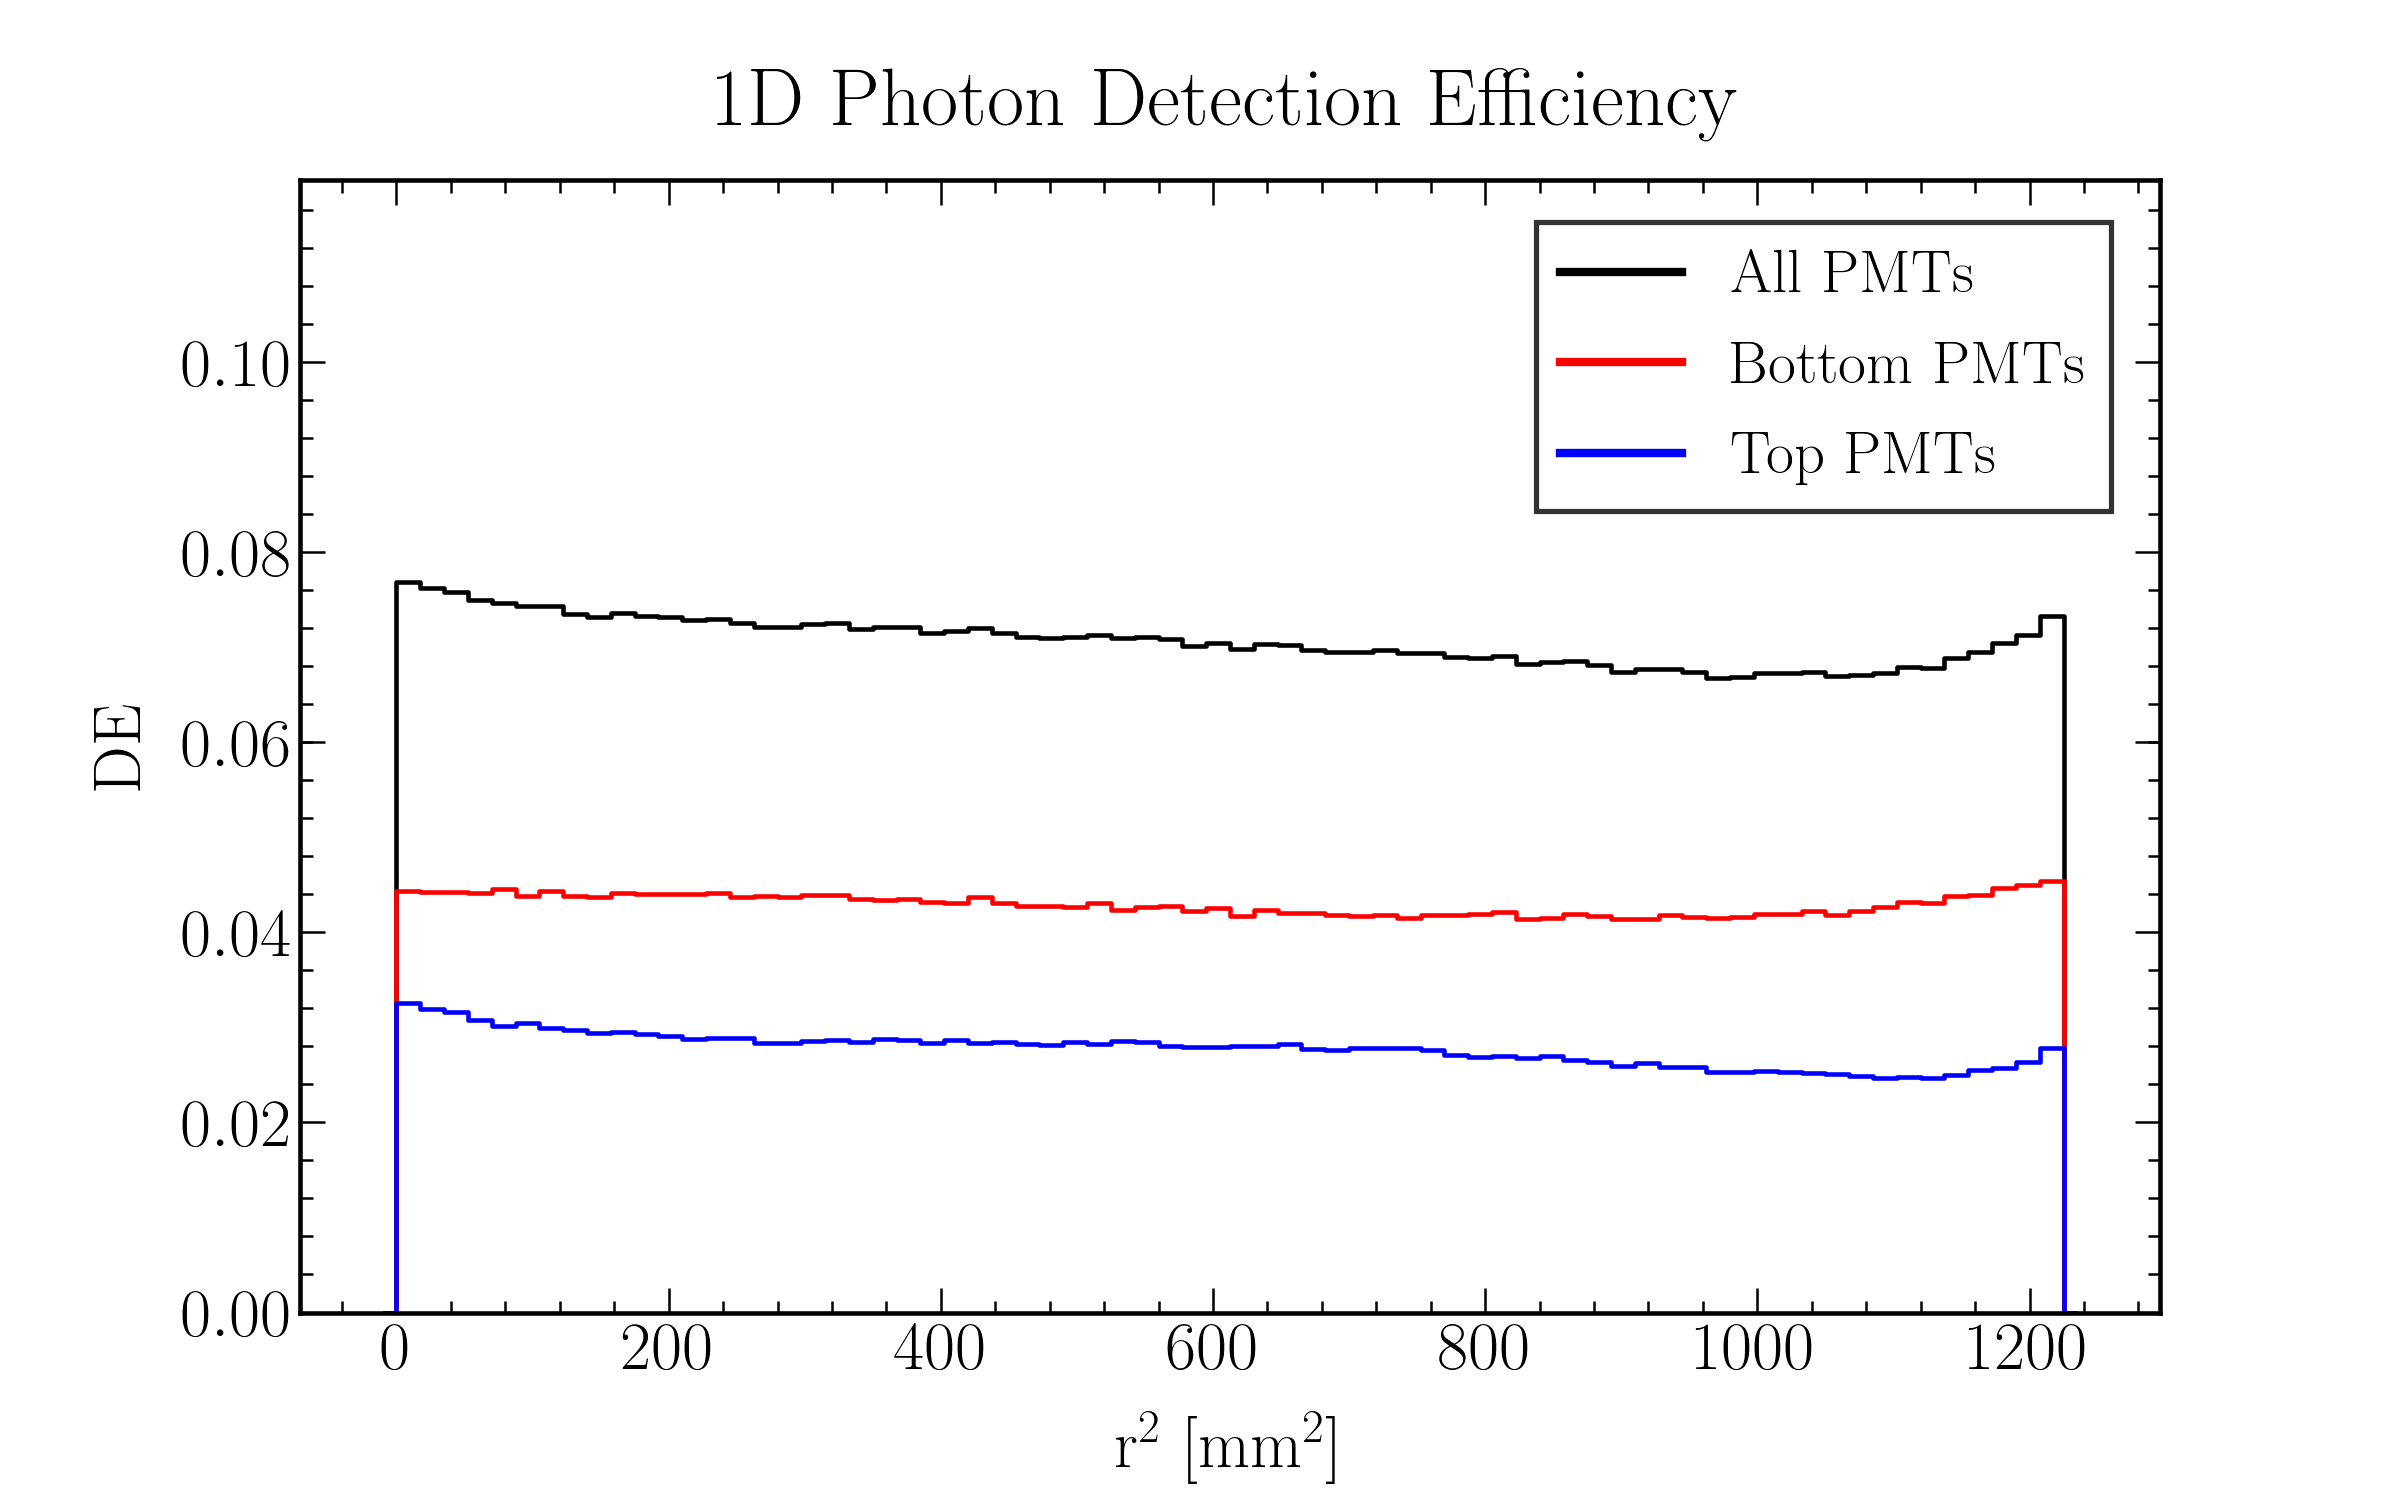 1D Photon Detection Efficiency
All PMTs
Bottom PMTs
Top PMTs
DE
0.10
0.08
0.06
0.04
0.02
0.00
0 200 400 600 800 1000 1200
r² [mm²]